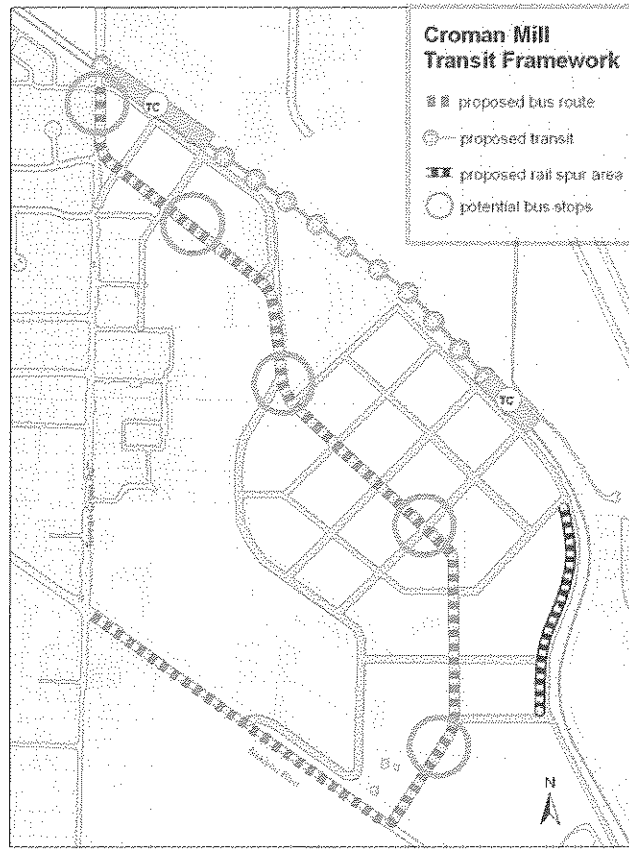 Croman Mill
Transit Framework
proposed bus route
proposed transit
proposed rail spur area
potential bus stops
TC
TC
N